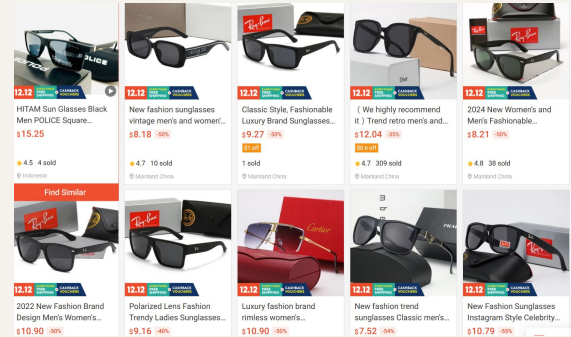 POLICE
12.12
CASHBACK VOUCHERS
HITAM Sun Glasses Black
Men POLICE Square...
$15.25
4.5 4 sold
Indonesia
Find Similar
12.12
CASHBACK VOUCHERS
New fashion sunglasses
vintage men's and women'...
$8.18 -50%
4.7 10 sold
Mainland China
Ray-Ban
12.12
CASHBACK VOUCHERS
Classic Style, Fashionable
Luxury Brand Sunglasses...
$9.27 -50%
$1 off
1 sold
Mainland China
12.12
CASHBACK VOUCHERS
( We highly recommend
it ) Trend retro men's and...
$12.04 -35%
$0.6 off
4.7 309 sold
Mainland China
Ray-Ban
12.12
CASHBACK VOUCHERS
2024 New Women's and
Men's Fashionable...
$8.21 -50%
4.8 38 sold
Mainland China
Ray-Ban
12.12
CASHBACK VOUCHERS
2022 New Fashion Brand
Design Men's Women's...
$10.90 -50%
Ray-Ban
12.12
CASHBACK VOUCHERS
Polarized Lens Fashion
Trendy Ladies Sunglasses...
$9.16 -40%
Cartier
12.12
CASHBACK VOUCHERS
Luxury fashion brand
rimless women's...
$10.90 -50%
PRA
12.12
CASHBACK VOUCHERS
New fashion trend
sunglasses Classic men's...
$7.52 -54%
12.12
CASHBACK VOUCHERS
New Fashion Sunglasses
Instagram Style Celebrity...
$10.79 -55%